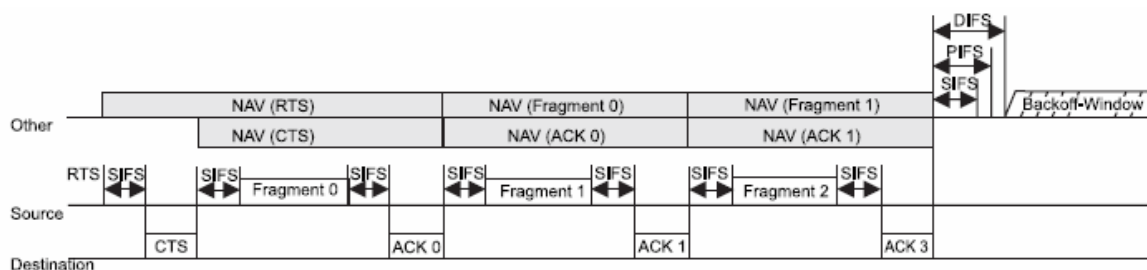 DIFS
PIFS
SIFS
NAV (RTS) NAV (Fragment 0) NAV (Fragment 1) Backoff-Window
Other
NAV (CTS) NAV (ACK 0) NAV (ACK 1)
RTS SIFS SIFS Fragment 0 SIFS SIFS Fragment 1 SIFS SIFS Fragment 2 SIFS
Source
CTS ACK 0 ACK 1 ACK 3
Destination